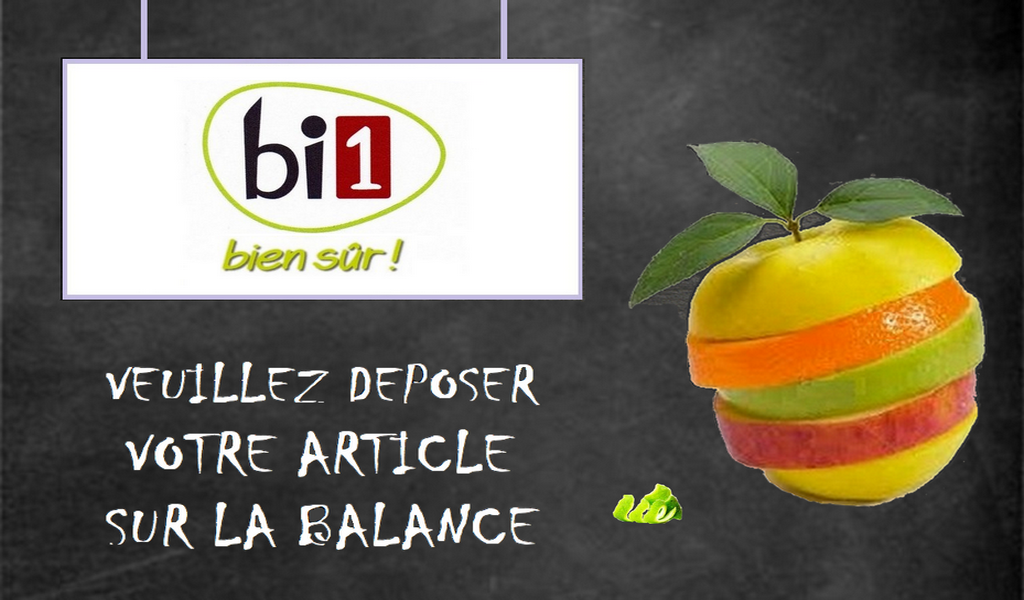 bi1
bien sûr !
VEUILLEZ DEPOSER
VOTRE ARTICLE
SUR LA BALANCE